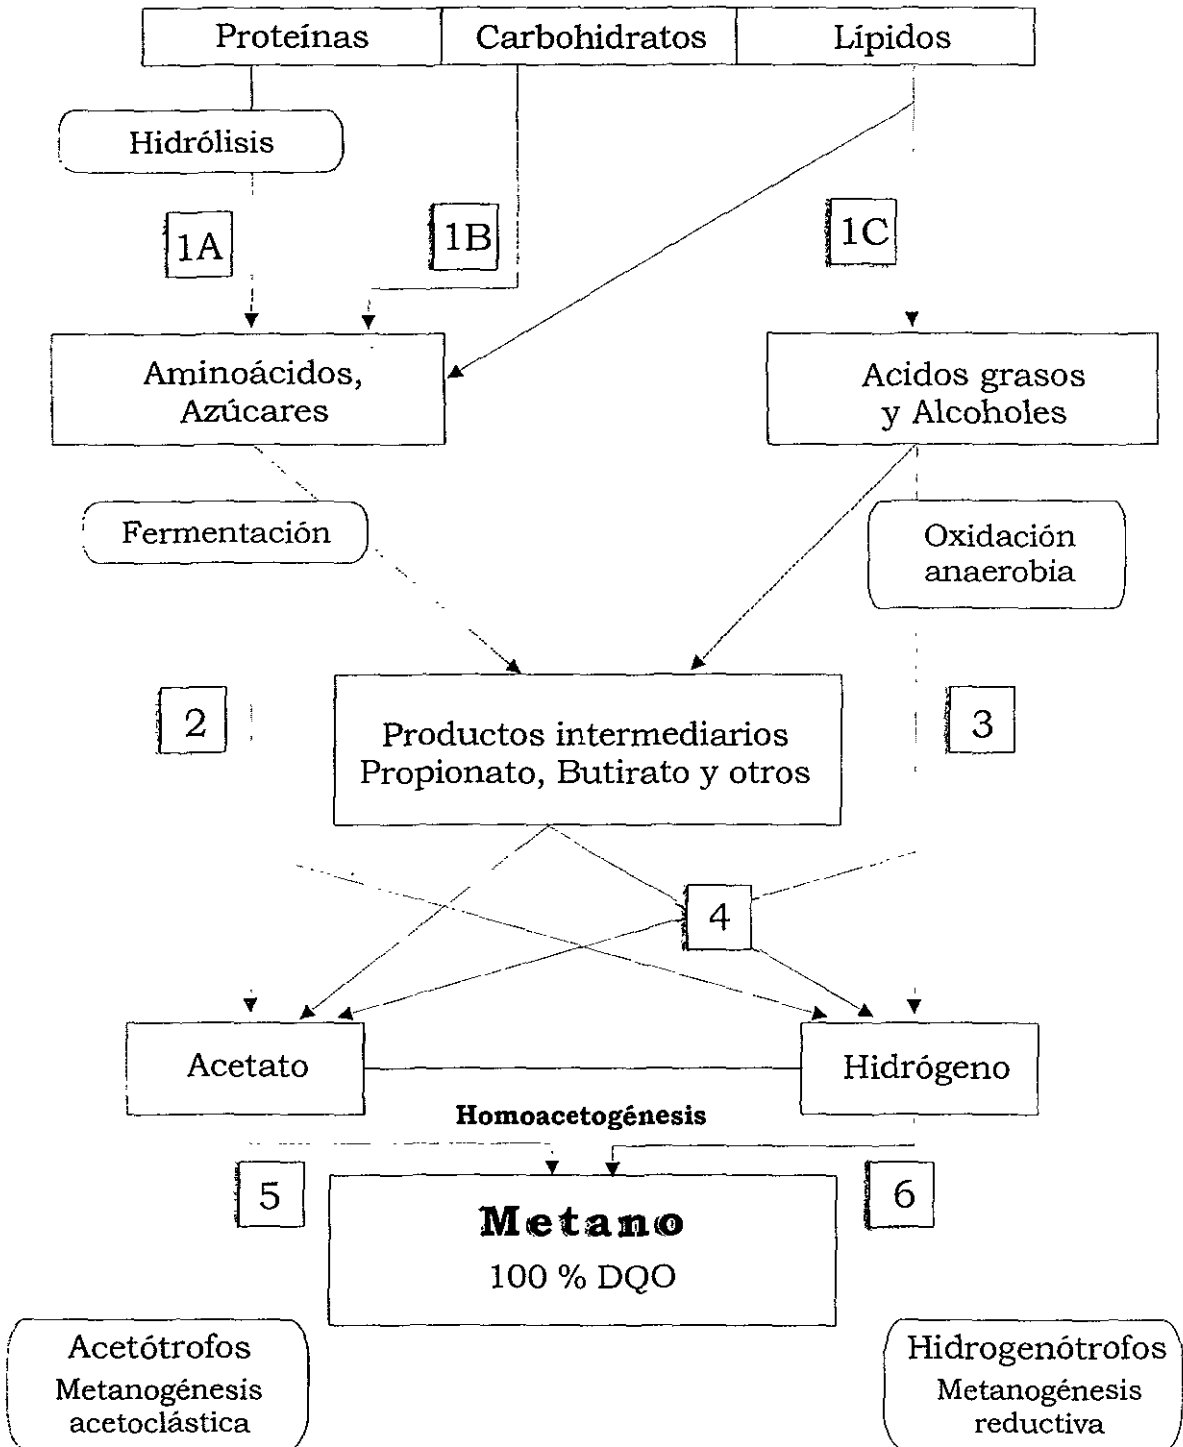 Proteínas
Carbohidratos
Lípidos
Hidrólisis
1A
1B
1C
Aminoácidos,
Azúcares
Acidos grasos
y Alcoholes
Fermentación
Oxidación
anaerobia
2
Productos intermediarios
Propionato, Butirato y otros
3
4
Acetato
Hidrógeno
Homoacetogénesis
5
6
Metano
100 % DQO
Acetótrofos
Metanogénesis
acetoclástica
Hidrogenótrofos
Metanogénesis
reductiva